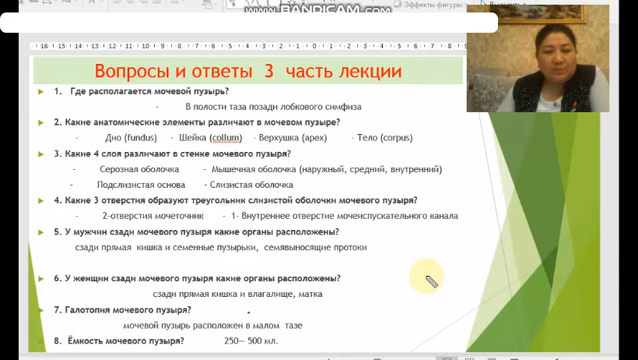 Эффекты фигуры
www.BANDICAM.com
Вопросы и ответы 3 часть лекции
1. Где располагается мочевой пузырь?
- В полости таза позади лобкового симфиза
2. Какие анатомические элементы различают в мочевом пузыре?
- Дно (fundus) - Шейка (collum) - Верхушка (apex) - Тело (corpus)
3. Какие 4 слоя различают в стенке мочевого пузыря?
- Серозная оболочка - Мышечная оболочка (наружный, средний, внутренний)
- Подслизистая основа - Слизистая оболочка
4. Какие 3 отверстия образуют треугольник слизистой оболочки мочевого пузыря?
- 2-отверстия мочеточник - 1- Внутреннее отверстие мочеиспускательного канала
5. У мужчин сзади мочевого пузыря какие органы расположены?
сзади прямая кишка и семенные пузырьки, семявыносящие протоки
6. У женщин сзади мочевого пузыря какие органы расположены?
сзади прямая кишка и влагалище, матка
7. Галотопия мочевого пузыря?
мочевой пузырь расположен в малом тазе
8. Ёмкость мочевого пузыря? 250– 500 мл.